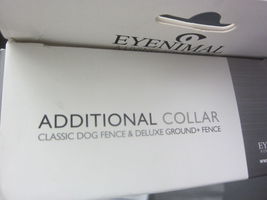 EYENIMAL
ADDITIONAL COLLAR
CLASSIC DOG FENCE & DELUXE GROUND+ FENCE